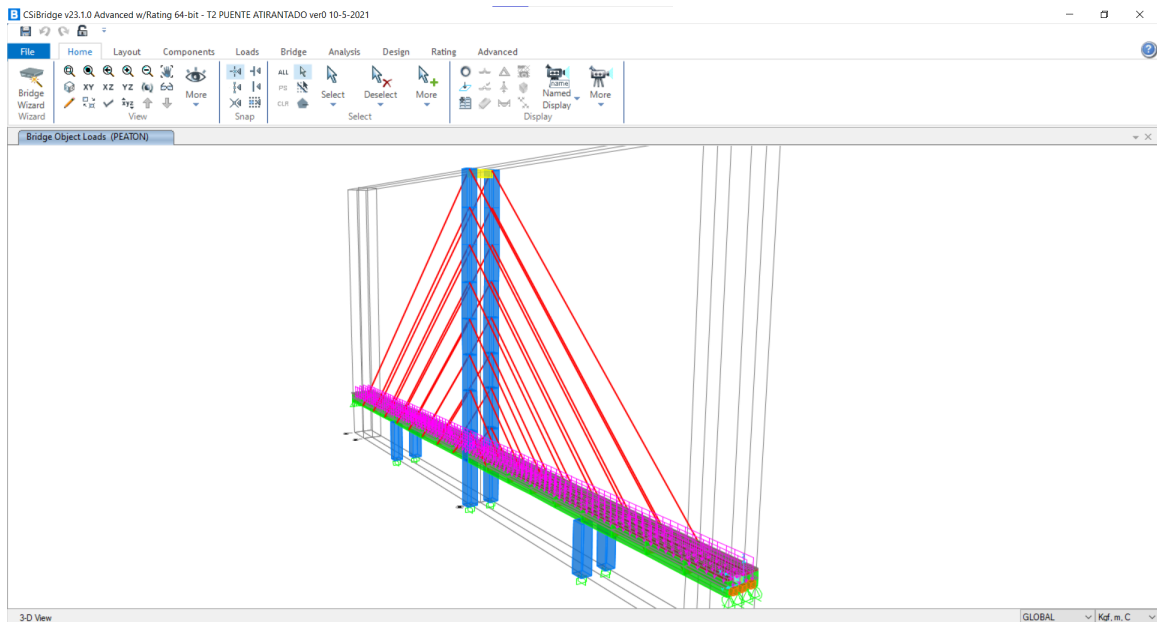 B CSiBridge v23.1.0 Advanced w/Rating 64-bit - T2 PUENTE ATIRANTADO ver0 10-5-2021
File Home Layout Components Loads Bridge Analysis Design Rating Advanced
ALL
XY XZ YZ
PS
CLR
name
Bridge Wizard
More
Select
Deselect
More
Named Display
More
Wizard
View
Snap
Select
Display
Bridge Object Loads (PEATON)
3-D View
GLOBAL
Kgf, m, C